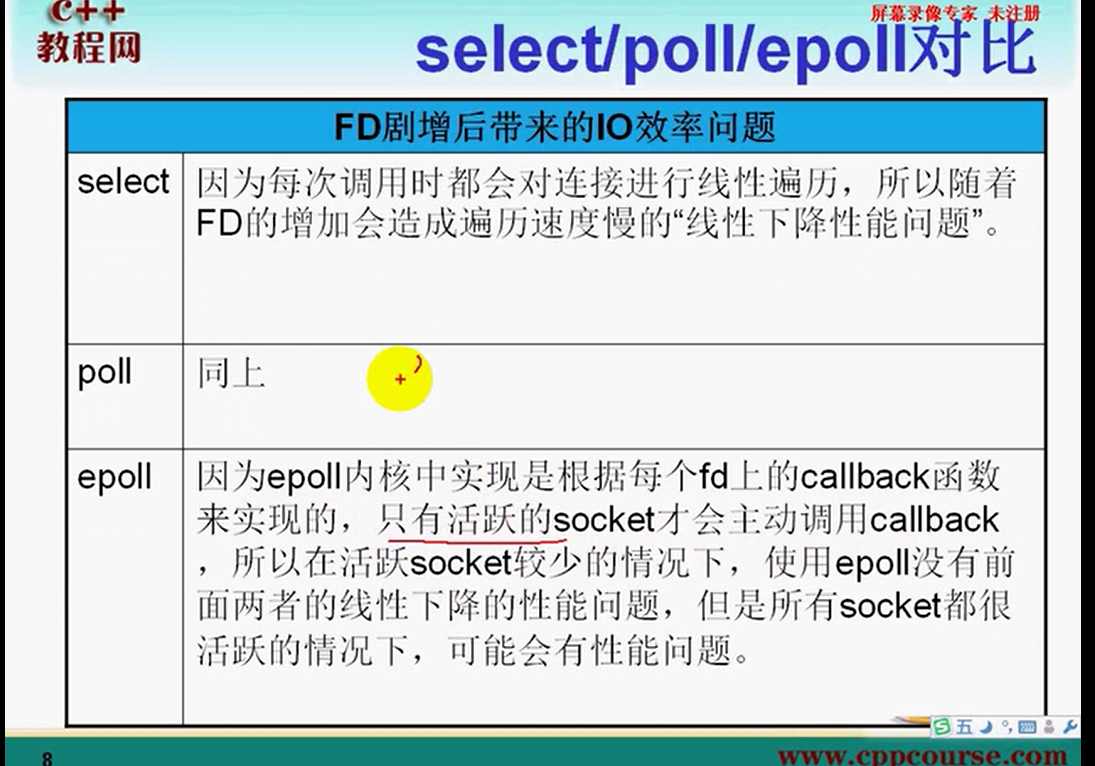 C++
教程网
屏幕录像专家 未注册
select/poll/epoll对比
FD剧增后带来的IO效率问题
select
因为每次调用时都会对连接进行线性遍历，所以随着
FD的增加会造成遍历速度慢的“线性下降性能问题”。
poll
同上
epoll
因为epoll内核中实现是根据每个fd上的callback函数
来实现的，只有活跃的socket才会主动调用callback
，所以在活跃socket较少的情况下，使用epoll没有前
面两者的线性下降的性能问题，但是所有socket都很
活跃的情况下，可能会有性能问题。
五
8
www.cppcourse.com